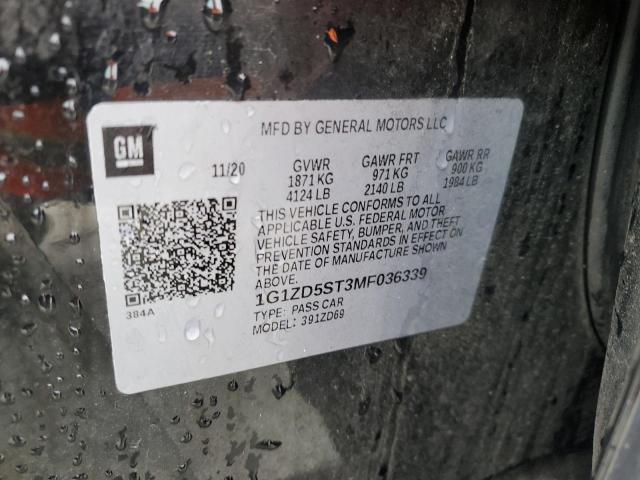 GM
MFD BY GENERAL MOTORS LLC
11/20 GVWR GAWR FRT GAWR RR
1871 KG 971 KG 900 KG
4124 LB 2140 LB 1984 LB
THIS VEHICLE CONFORMS TO ALL
APPLICABLE U.S. FEDERAL MOTOR
VEHICLE SAFETY, BUMPER, AND THEFT
PREVENTION STANDARDS IN EFFECT ON
THE DATE OF MANUFACTURE SHOWN
ABOVE.
1G1ZD5ST3MF036339
384A TYPE: PASS CAR
MODEL: 391ZD69